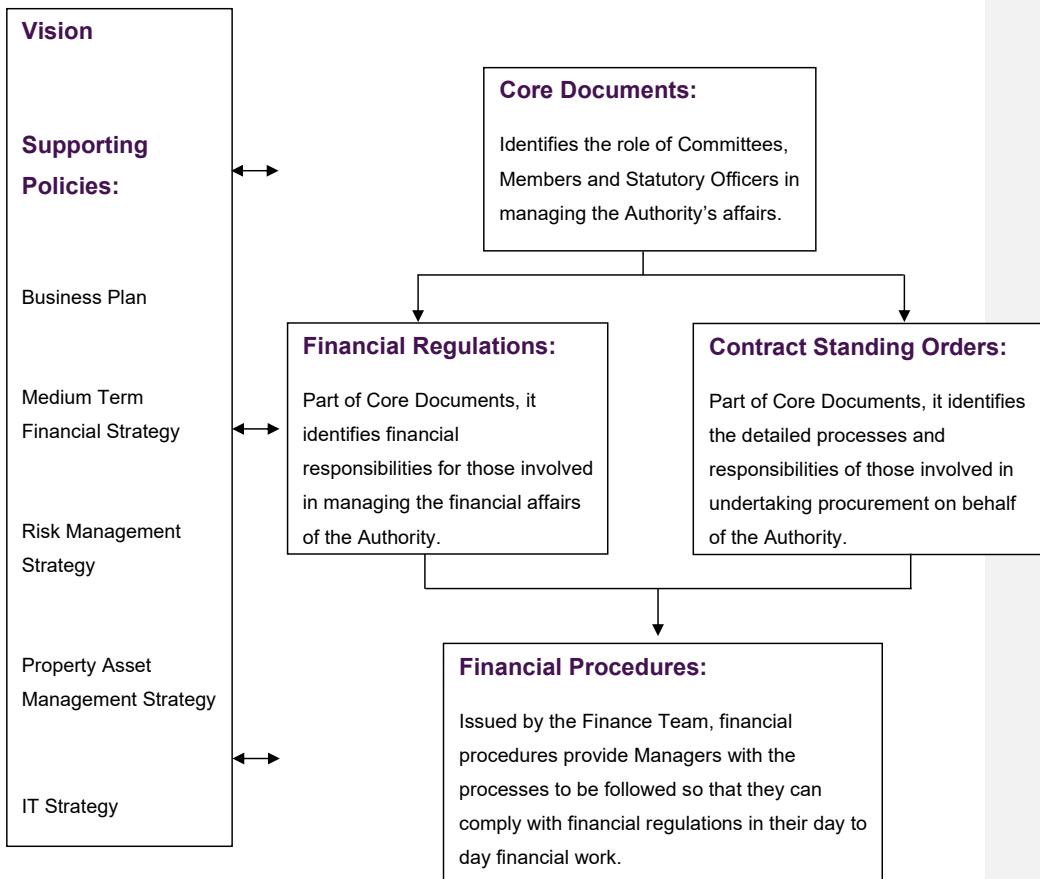 Vision
Supporting
Policies:
Business Plan
Medium Term
Financial Strategy
Risk Management
Strategy
Property Asset
Management Strategy
IT Strategy
Core Documents:
Identifies the role of Committees,
Members and Statutory Officers in
managing the Authority’s affairs.
Financial Regulations:
Part of Core Documents, it
identifies financial
responsibilities for those involved
in managing the financial affairs
of the Authority.
Contract Standing Orders:
Part of Core Documents, it identifies
the detailed processes and
responsibilities of those involved in
undertaking procurement on behalf
of the Authority.
Financial Procedures:
Issued by the Finance Team, financial
procedures provide Managers with the
processes to be followed so that they can
comply with financial regulations in their day to
day financial work.